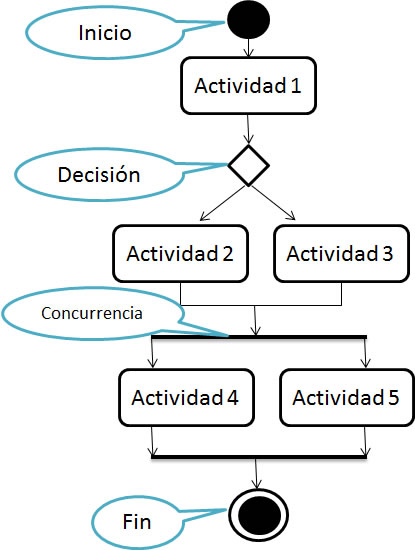 Inicio
Actividad 1
Decisión
Actividad 2
Actividad 3
Concurrencia
Actividad 4
Actividad 5
Fin